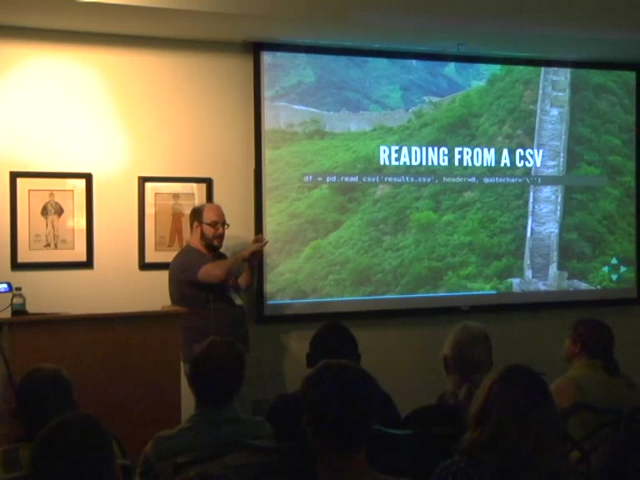 READING FROM A CSV
df = pd.read_csv('results.csv', header=0, quotechar='\'')